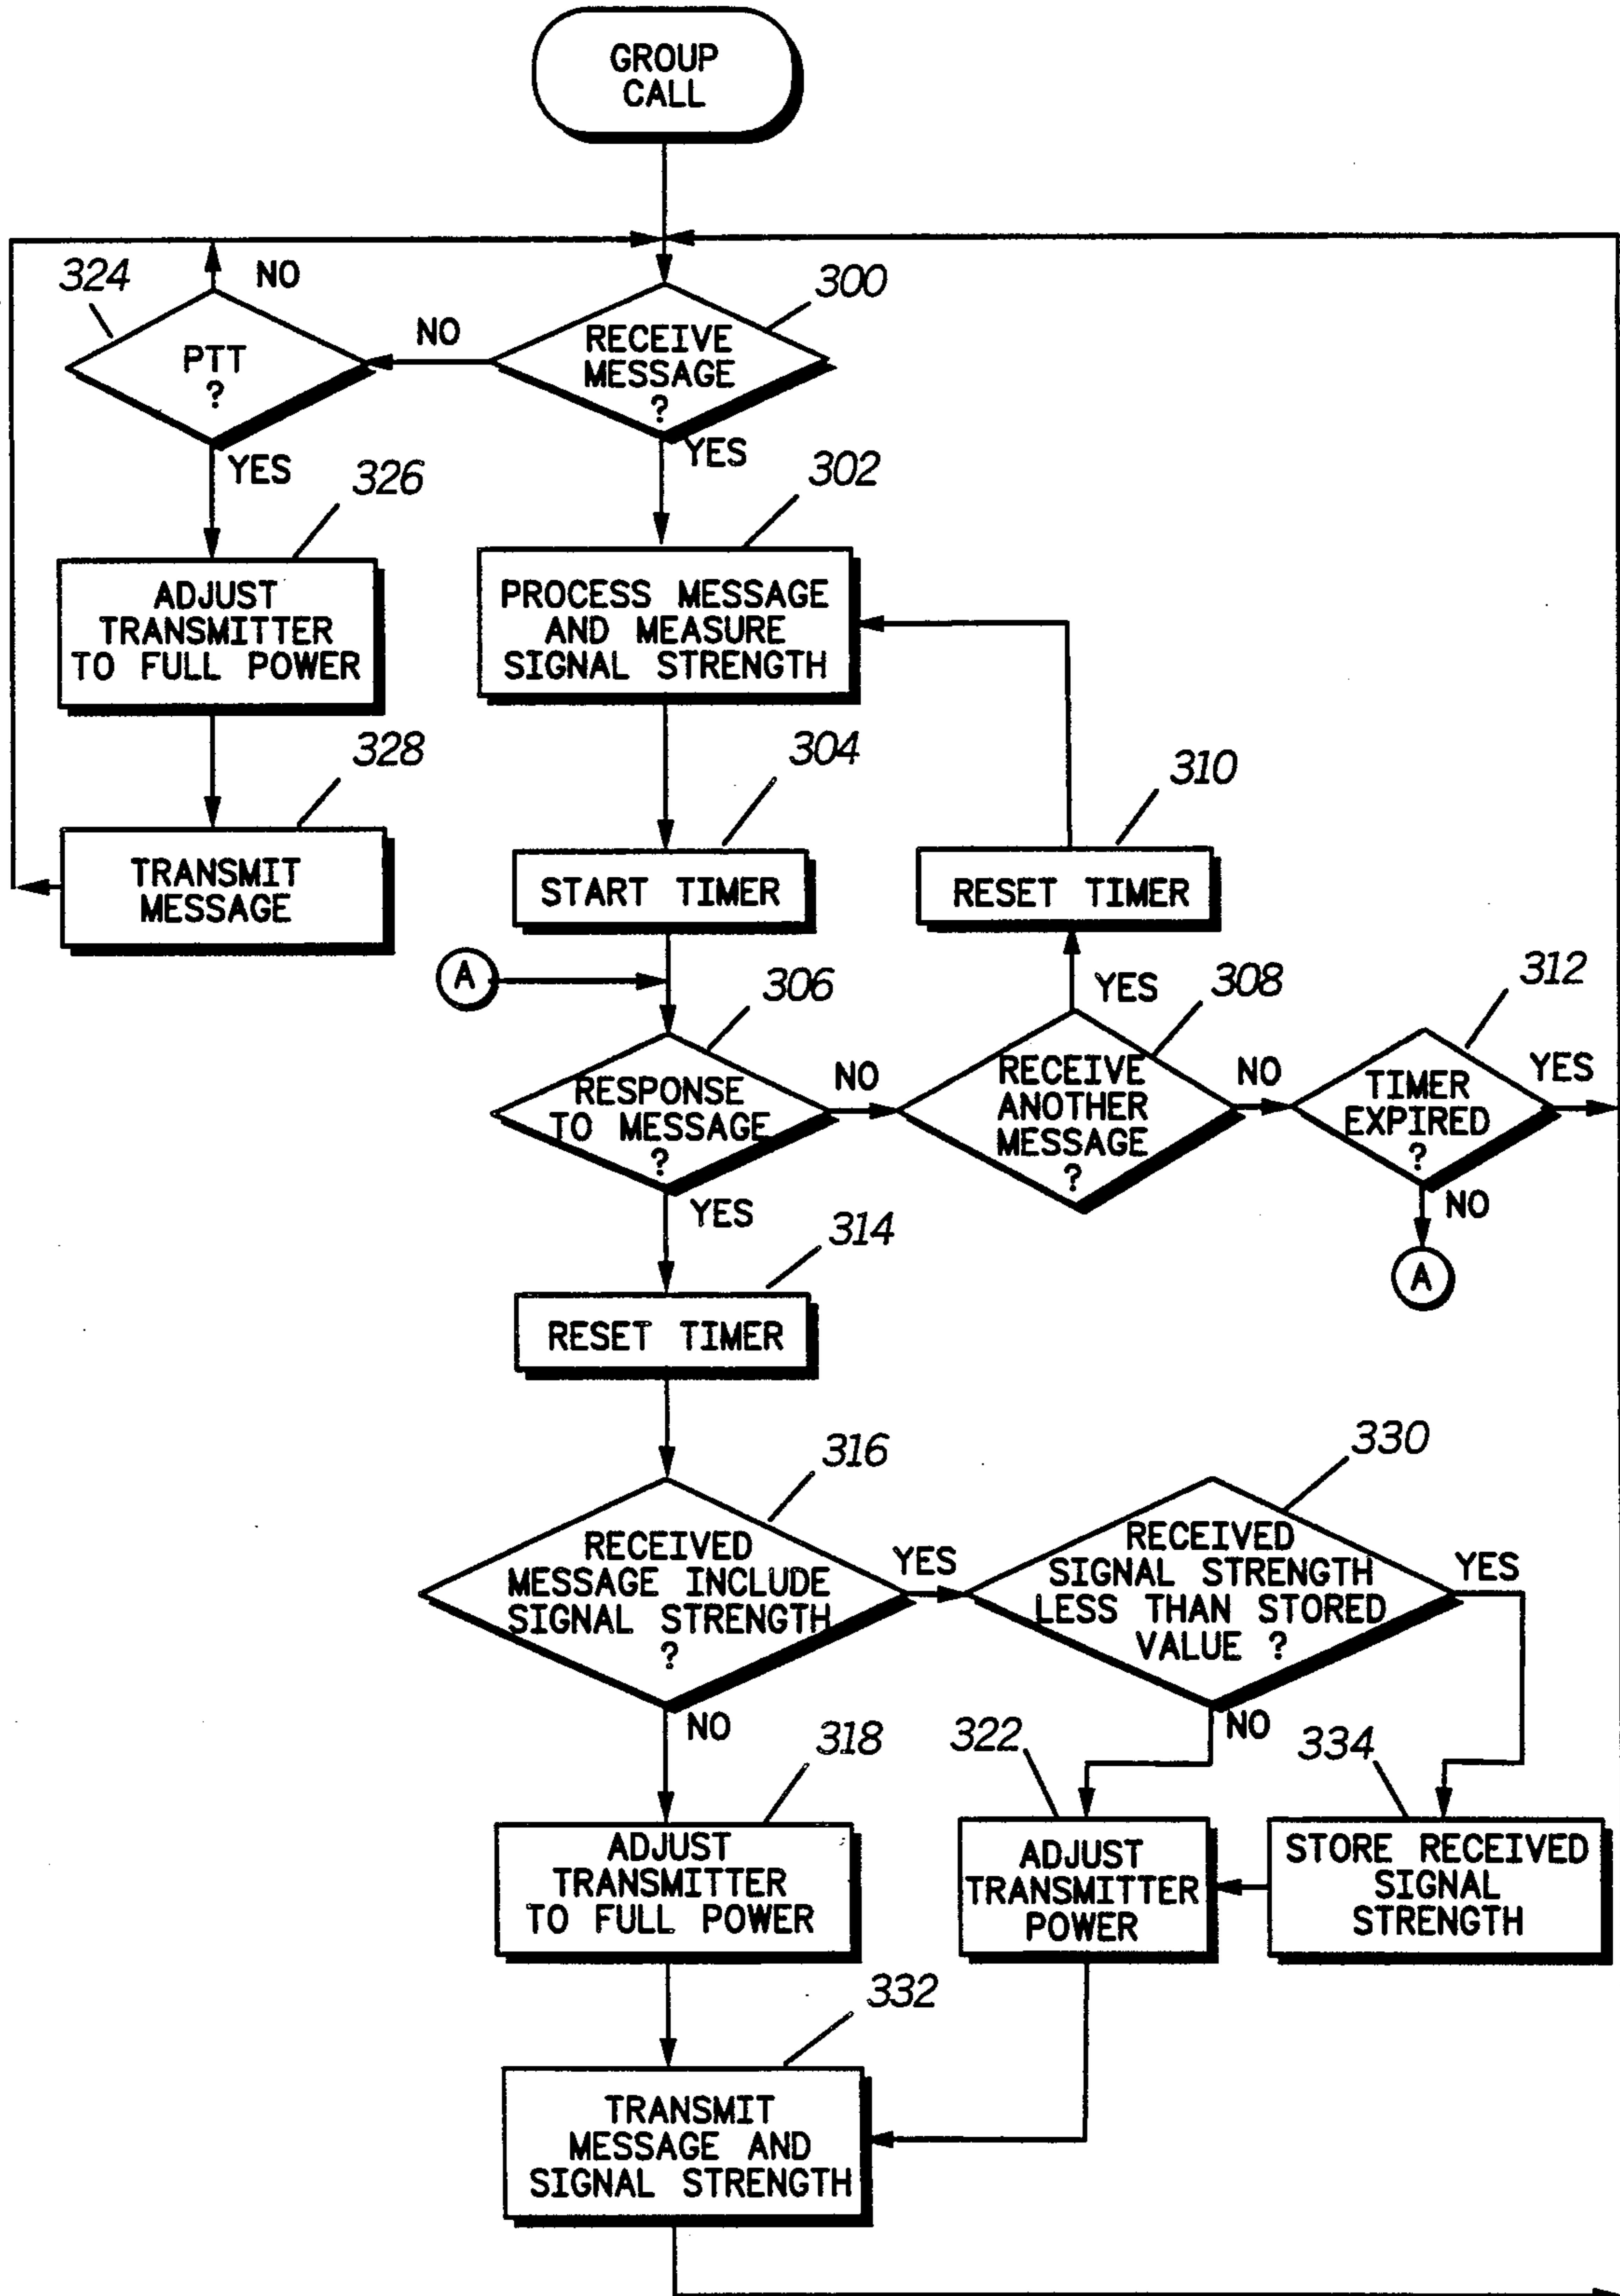 GROUP
CALL
324
NO
300
NO
PTT
?
RECEIVE
MESSAGE
?
YES
YES
326
302
ADJUST
TRANSMITTER
TO FULL POWER
PROCESS MESSAGE
AND MEASURE
SIGNAL STRENGTH
328
304
310
TRANSMIT
MESSAGE
START TIMER
RESET TIMER
A
306
YES
308
312
RESPONSE
TO MESSAGE
?
NO
RECEIVE
ANOTHER
MESSAGE
?
NO
TIMER
EXPIRED
?
YES
YES
NO
314
A
RESET TIMER
316
330
RECEIVED
MESSAGE INCLUDE
SIGNAL STRENGTH
?
YES
RECEIVED
SIGNAL STRENGTH
LESS THAN STORED
VALUE ?
YES
NO
318
322
NO
334
ADJUST
TRANSMITTER
TO FULL POWER
ADJUST
TRANSMITTER
POWER
STORE RECEIVED
SIGNAL
STRENGTH
332
TRANSMIT
MESSAGE AND
SIGNAL STRENGTH